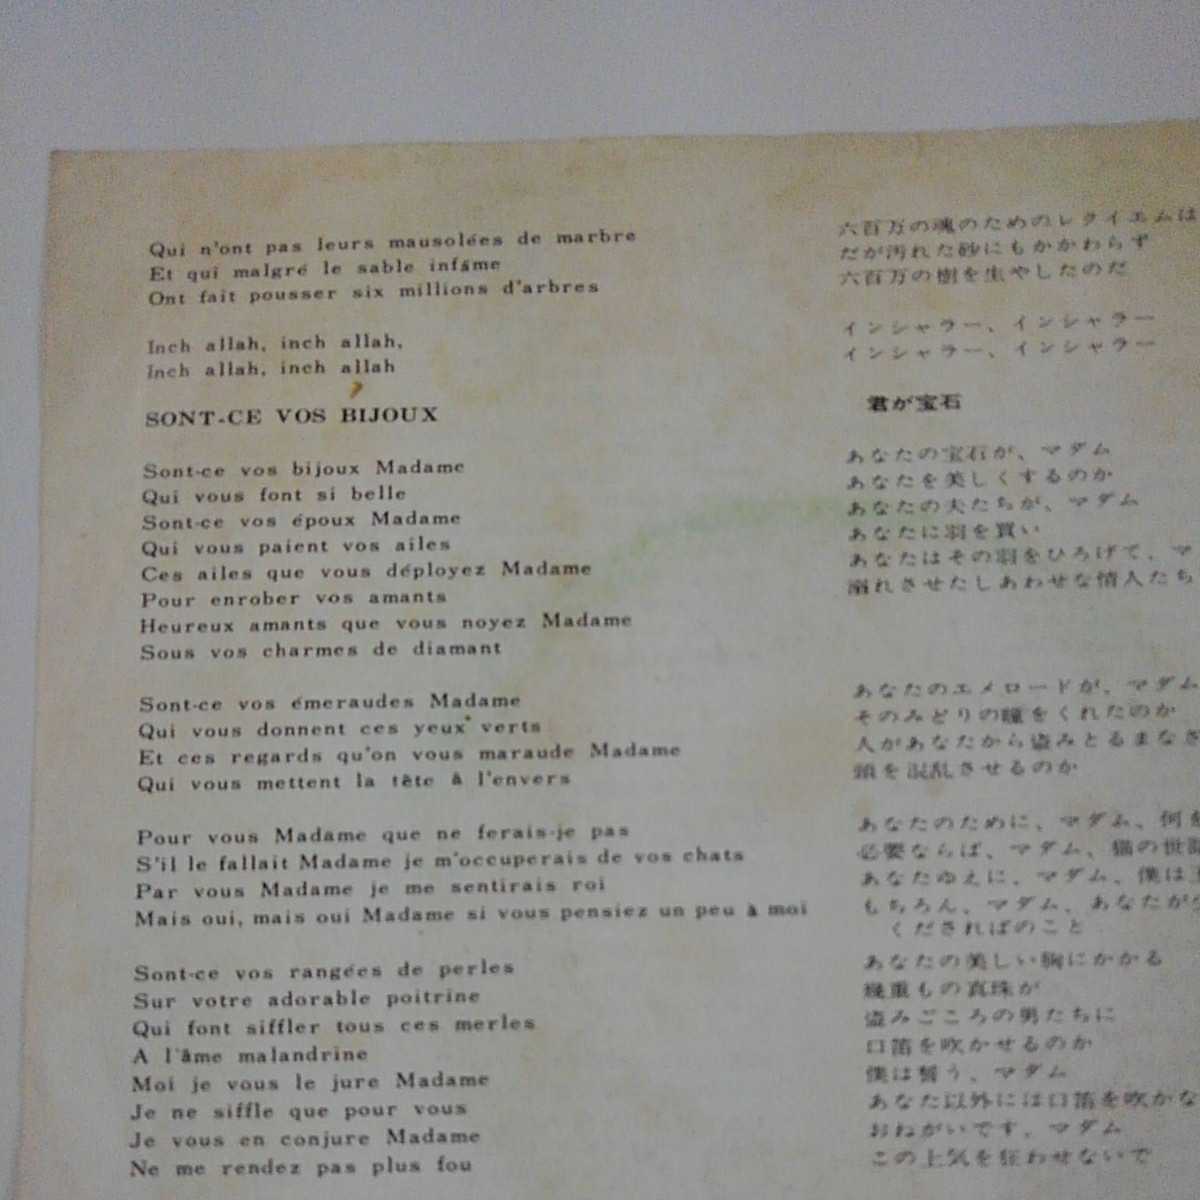 Qui n'ont pas leurs mausolées de marbre
Et qui malgré le sable infâme
Ont fait pousser six millions d'arbres
Inch allah, inch allah,
Inch allah, inch allah
SONT-CE VOS BIJOUX
Sont-ce vos bijoux Madame
Qui vous font si belle
Sont-ce vos époux Madame
Qui vous paient vos ailes
Ces ailes que vous déployez Madame
Pour enrober vos amants
Heureux amants que vous noyez Madame
Sous vos charmes de diamant
Sont-ce vos émeraudes Madame
Qui vous donnent ces yeux verts
Et ces regards qu'on vous maraude Madame
Qui vous mettent la tête à l'envers
Pour vous Madame que ne ferais-je pas
S'il le fallait Madame je m'occuperais de vos chats
Par vous Madame je me sentirais roi
Mais oui, mais oui Madame si vous pensiez un peu à moi
Sont-ce vos rangées de perles
Sur votre adorable poitrine
Qui font siffler tous ces merles
A l'âme malandrine
Moi je vous le jure Madame
Je ne siffle que pour vous
Je vous en conjure Madame
Ne me rendez pas plus fou
六百万の魂のためのレクイエムは
だが汚れた砂にもかかわらず
六百万の樹を生やしたのだ
インシャラー、インシャラー
インシャラー、インシャラー
君が宝石
あなたの宝石が、マダム
あなたを美しくするのか
あなたの夫たちが、マダム
あなたに羽を買い
あなたはその羽をひろげて、マ
溺れさせたしあわせな情人たち
あなたのエメロードが、マダム
そのみどりの瞳をくれたのか
人があなたから盗みとるまなざ
頭を混乱させるのか
あなたのために、マダム、何を
必要ならば、マダム、猫の世話
あなたゆえに、マダム、僕は王
もちろん、マダム、あなたが
くださればのこと
あなたの美しい胸にかかる
幾重もの真珠が
盗みごころの男たちに
口笛を吹かせるのか
僕は誓う、マダム
あなた以外には口笛を吹かな
おねがいです、マダム
この上気を狂わせないで